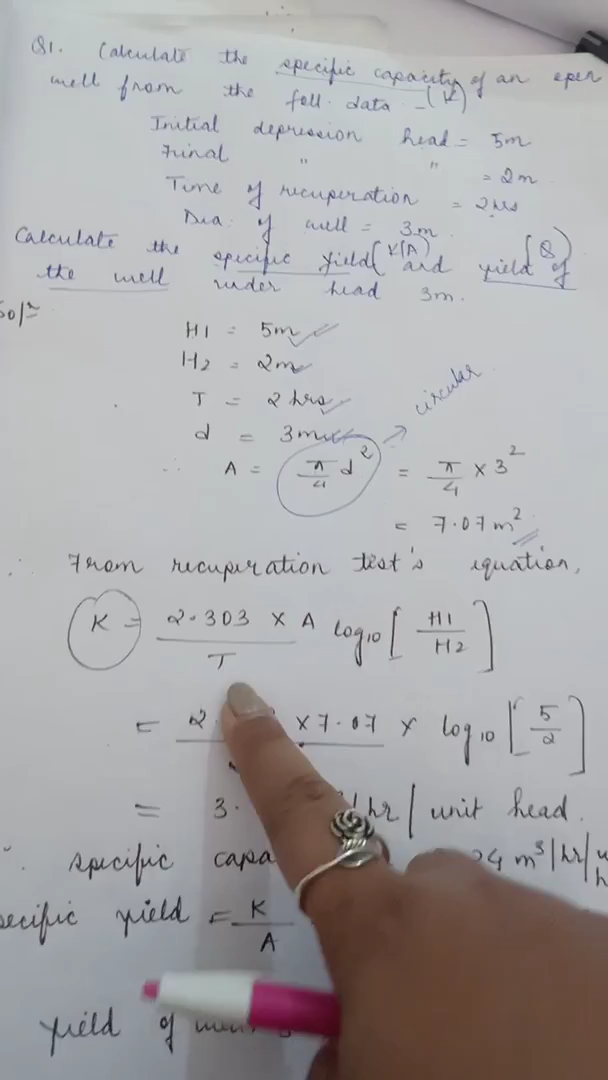 Q1. Calculate the specific capacity of an open
well from the foll. data - (K)
Initial depression head = 5m
Final " " = 2m
Time of recuperation = 2hrs
Dia. of well = 3m.
Calculate the specific yield (K/A) and yield (Q) of
the well under head 3m.
Sol:-
H1 = 5m
H2 = 2m
T = 2 hrs
d = 3m
circular
∴ A = π/4 d² = π/4 × 3²
= 7.07 m²
∴ From recuperation test's equation,
K = 2.303 × A / T log10 [H1/H2]
= 2. × 7.07 × log10 [5/2]
= 3. /hr / unit head.
∴ specific capa 24 m³/hr/
specific yield = K/A
yield of